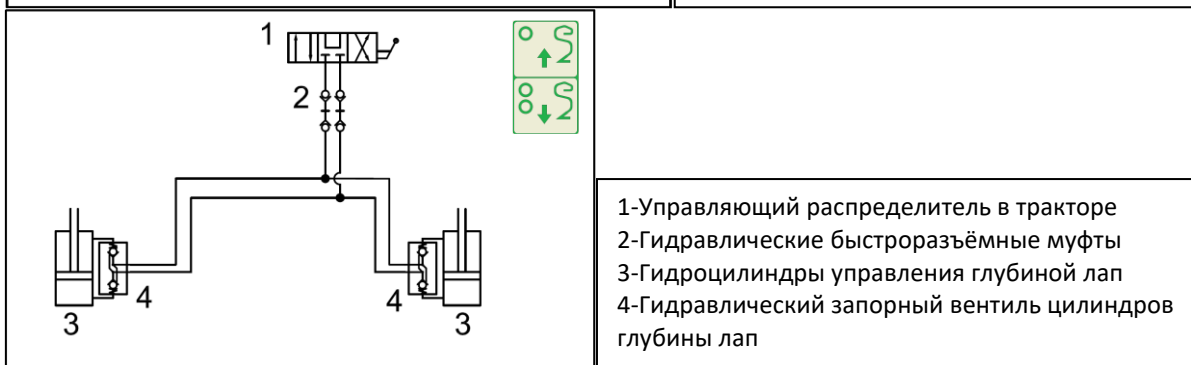 1
2
4
3
4
3
1-Управляющий распределитель в тракторе
2-Гидравлические быстроразъёмные муфты
3-Гидроцилиндры управления глубиной лап
4-Гидравлический запорный вентиль цилиндров
глубины лап